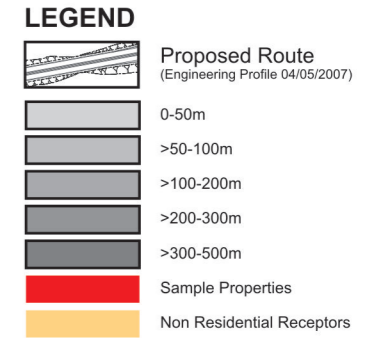 LEGEND
Proposed Route
(Engineering Profile 04/05/2007)
0-50m
>50-100m
>100-200m
>200-300m
>300-500m
Sample Properties
Non Residential Receptors